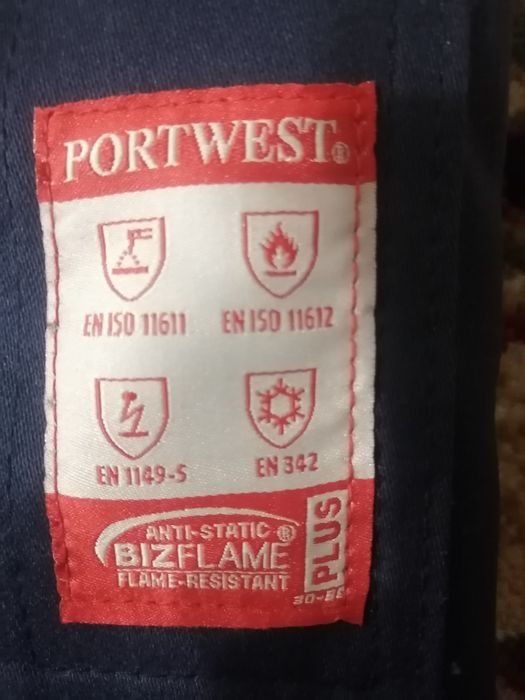 PORTWEST®
EN ISO 11611 EN ISO 11612
EN 1149-5 EN 342
ANTI-STATIC ®
BIZFLAME
FLAME-RESISTANT
PLUS